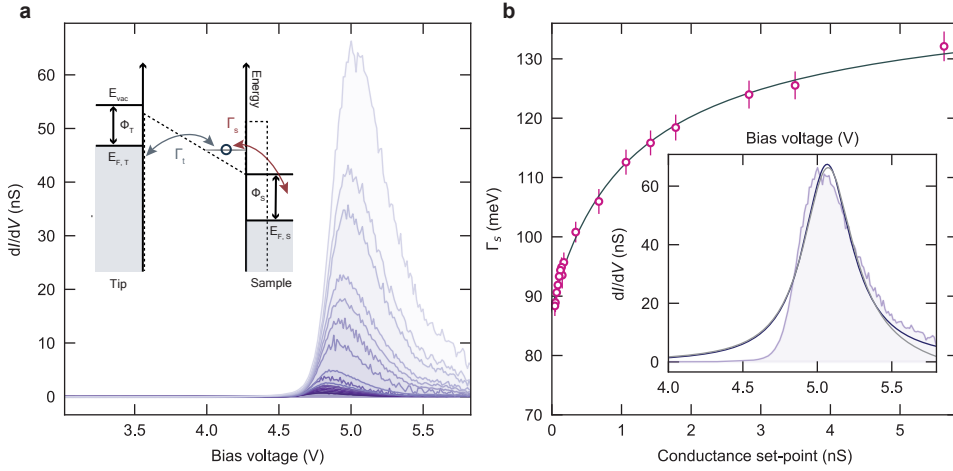 a
dI/dV (nS)
60
50
40
30
20
10
0
3.5
4.0
4.5
5.0
5.5
Bias voltage (V)
Energy
E_vac
Φ_T
E_F, T
Γ_t
Γ_s
Φ_S
E_F, S
Tip
Sample
b
Γ_s (meV)
130
120
110
100
90
80
70
0
1
2
3
4
5
Conductance set-point (nS)
Bias voltage (V)
dI/dV (nS)
60
40
20
0
4.0
4.5
5.0
5.5